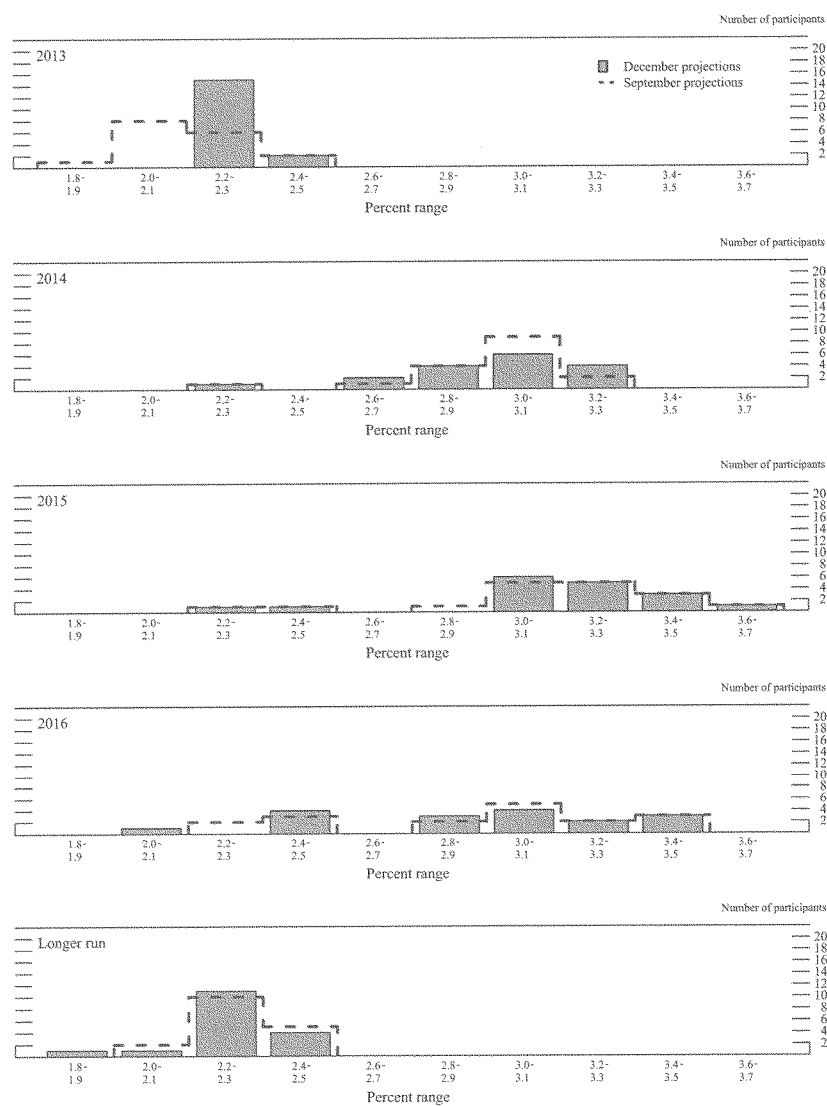 Number of participants
2013
December projections
September projections
20
18
16
14
12
10
8
6
4
2
1.8- 2.0- 2.2- 2.4- 2.6- 2.8- 3.0- 3.2- 3.4- 3.6-
1.9 2.1 2.3 2.5 2.7 2.9 3.1 3.3 3.5 3.7
Percent range
Number of participants
2014
20
18
16
14
12
10
8
6
4
2
1.8- 2.0- 2.2- 2.4- 2.6- 2.8- 3.0- 3.2- 3.4- 3.6-
1.9 2.1 2.3 2.5 2.7 2.9 3.1 3.3 3.5 3.7
Percent range
Number of participants
2015
20
18
16
14
12
10
8
6
4
2
1.8- 2.0- 2.2- 2.4- 2.6- 2.8- 3.0- 3.2- 3.4- 3.6-
1.9 2.1 2.3 2.5 2.7 2.9 3.1 3.3 3.5 3.7
Percent range
Number of participants
2016
20
18
16
14
12
10
8
6
4
2
1.8- 2.0- 2.2- 2.4- 2.6- 2.8- 3.0- 3.2- 3.4- 3.6-
1.9 2.1 2.3 2.5 2.7 2.9 3.1 3.3 3.5 3.7
Percent range
Number of participants
Longer run
20
18
16
14
12
10
8
6
4
2
1.8- 2.0- 2.2- 2.4- 2.6- 2.8- 3.0- 3.2- 3.4- 3.6-
1.9 2.1 2.3 2.5 2.7 2.9 3.1 3.3 3.5 3.7
Percent range